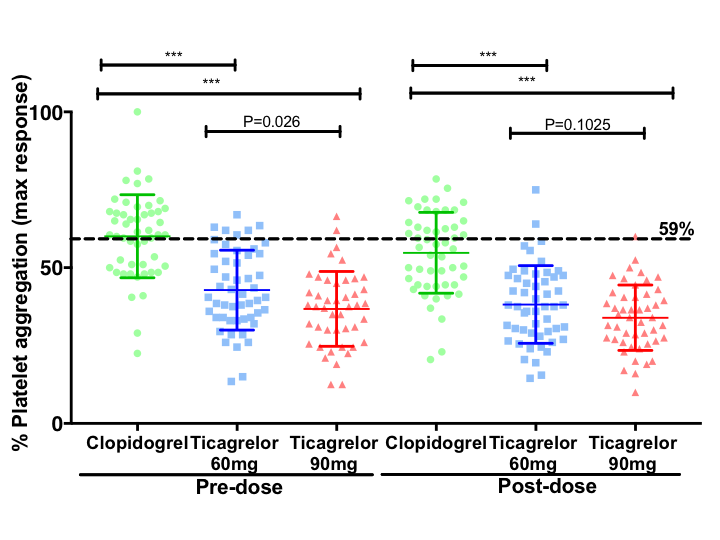 *** ***
*** ***
P=0.026 P=0.1025
% Platelet aggregation (max response)
100
59%
50
0
Clopidogrel Ticagrelor Ticagrelor Clopidogrel Ticagrelor Ticagrelor
60mg 90mg 60mg 90mg
Pre-dose Post-dose